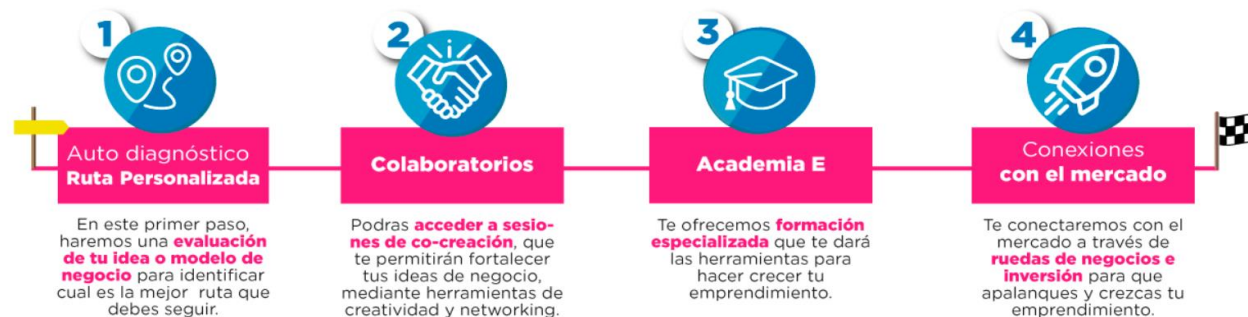 1
Auto diagnóstico
Ruta Personalizada
En este primer paso,
haremos una evaluación
de tu idea o modelo de
negocio para identificar
cual es la mejor ruta que
debes seguir.
2
Colaboratorios
Podras acceder a sesio-
nes de co-creación, que
te permitirán fortalecer
tus ideas de negocio,
mediante herramientas de
creatividad y networking.
3
Academia E
Te ofrecemos formación
especializada que te dará
las herramientas para
hacer crecer tu
emprendimiento.
4
Conexiones
con el mercado
Te conectaremos con el
mercado a través de
ruedas de negocios e
inversión para que
apalanques y crezcas tu
emprendimiento.